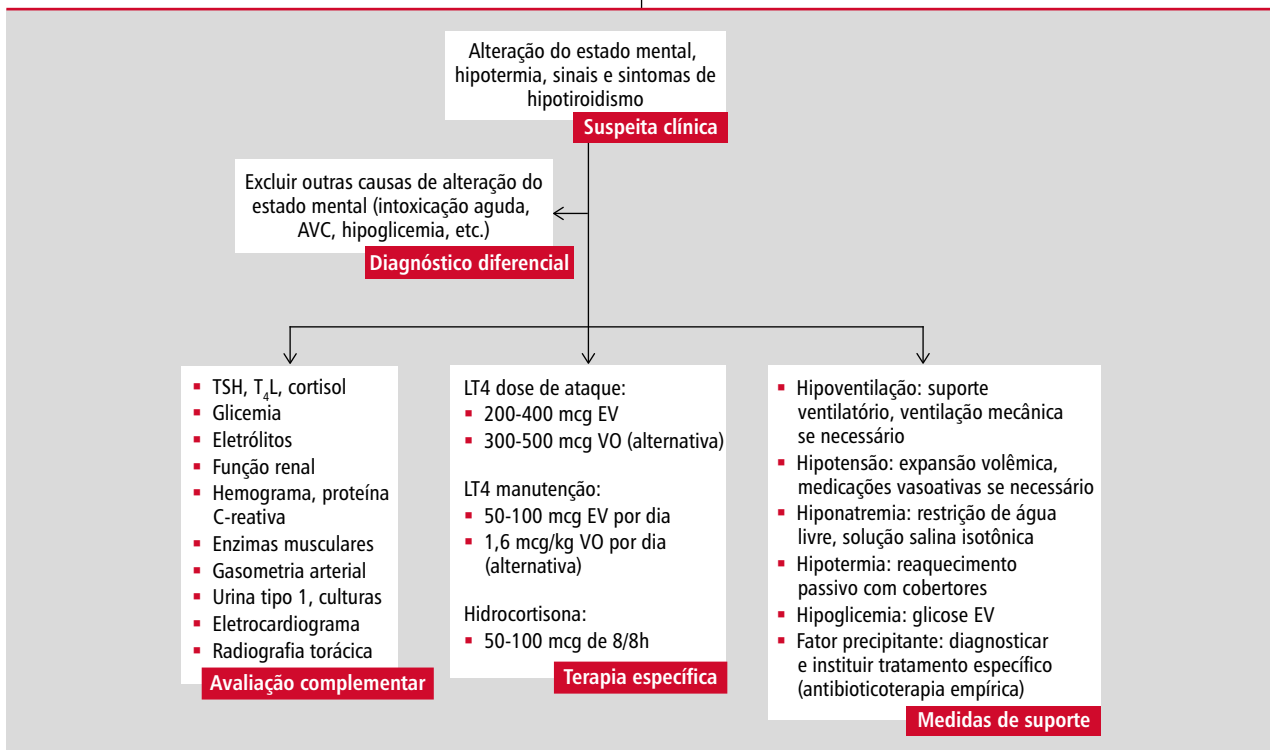 Alteração do estado mental,
hipotermia, sinais e sintomas de
hipotiroidismo
Suspeita clínica
Excluir outras causas de alteração do
estado mental (intoxicação aguda,
AVC, hipoglicemia, etc.)
Diagnóstico diferencial
▪ TSH, T₄L, cortisol
▪ Glicemia
▪ Eletrólitos
▪ Função renal
▪ Hemograma, proteína
C-reativa
▪ Enzimas musculares
▪ Gasometria arterial
▪ Urina tipo 1, culturas
▪ Eletrocardiograma
▪ Radiografia torácica
Avaliação complementar
LT4 dose de ataque:
▪ 200-400 mcg EV
▪ 300-500 mcg VO (alternativa)
LT4 manutenção:
▪ 50-100 mcg EV por dia
▪ 1,6 mcg/kg VO por dia
(alternativa)
Hidrocortisona:
▪ 50-100 mcg de 8/8h
Terapia específica
▪ Hipoventilação: suporte
ventilatório, ventilação mecânica
se necessário
▪ Hipotensão: expansão volêmica,
medicações vasoativas se necessário
▪ Hiponatremia: restrição de água
livre, solução salina isotônica
▪ Hipotermia: reaquecimento
passivo com cobertores
▪ Hipoglicemia: glicose EV
▪ Fator precipitante: diagnosticar
e instituir tratamento específico
(antibioticoterapia empírica)
Medidas de suporte